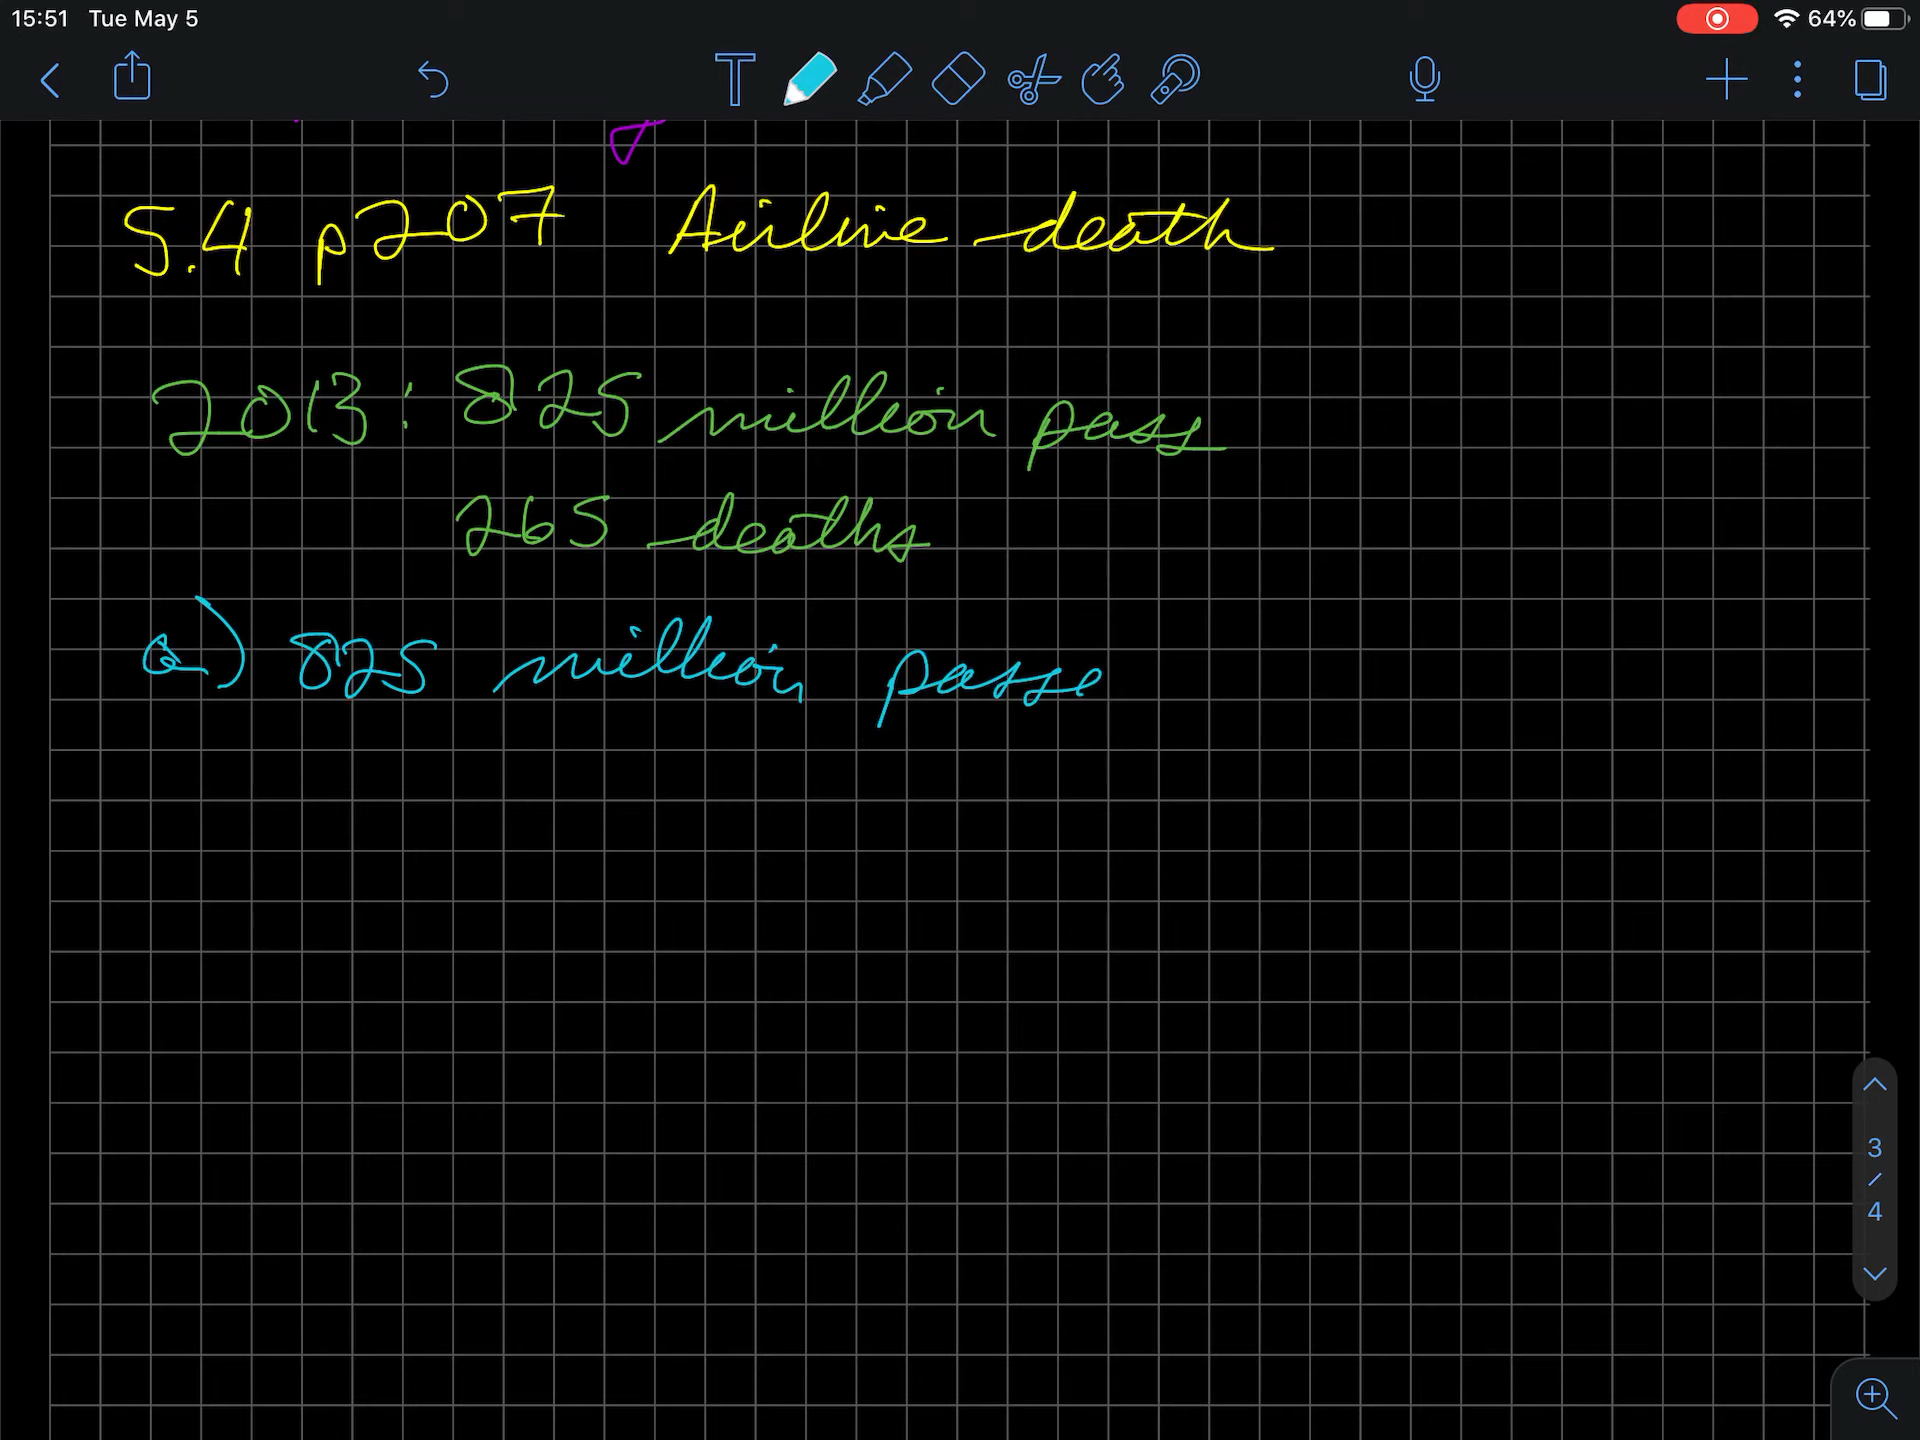 15:51 Tue May 5
64%
5.4 p207 Airline death
2013: 825 million pass
265 deaths
a) 825 million passe
3
/
4